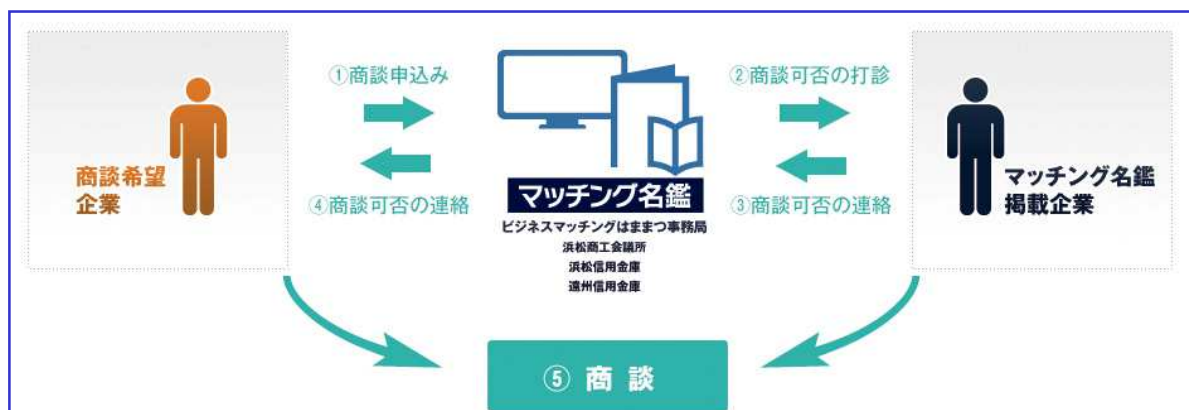 ①商談申込み
②商談可否の打診
商談希望
企業
④商談可否の連絡
マッチング名鑑
ビジネスマッチングはままつ事務局
浜松商工会議所
浜松信用金庫
遠州信用金庫
③商談可否の連絡
マッチング名鑑
掲載企業
⑤ 商 談